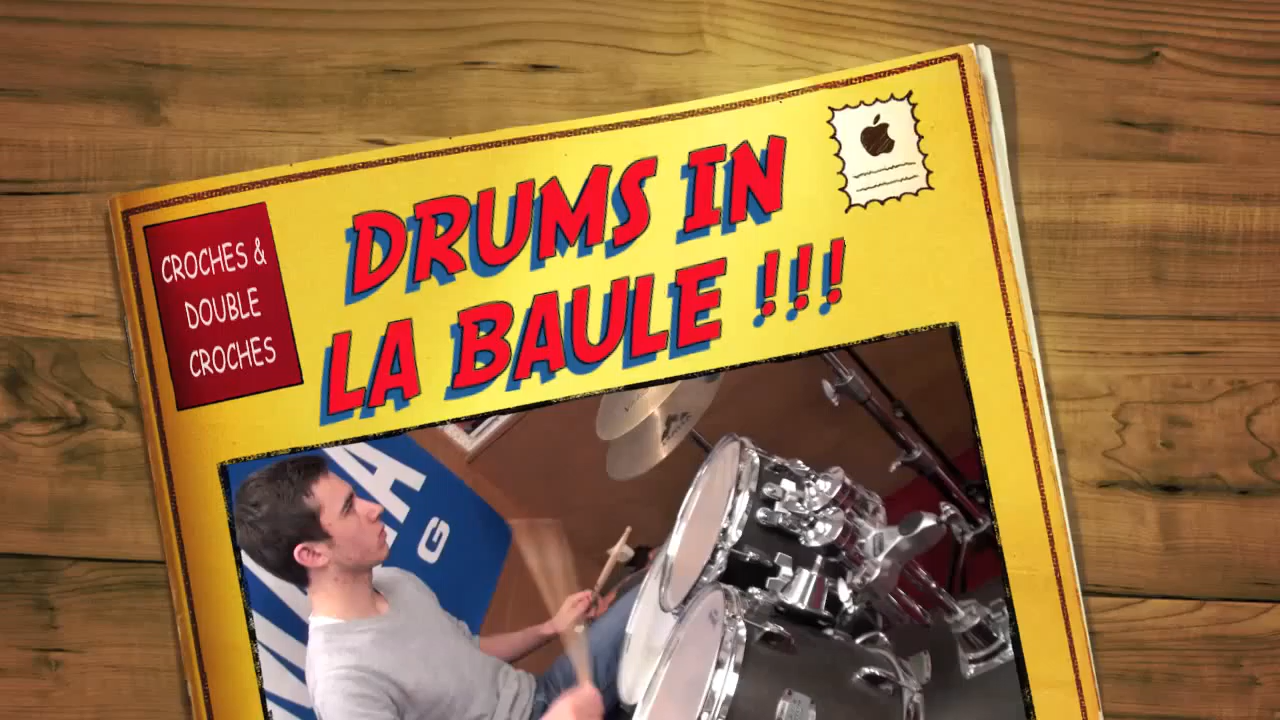 CROCHES &
DOUBLE
CROCHES
DRUMS IN
LA BAULE !!!
G